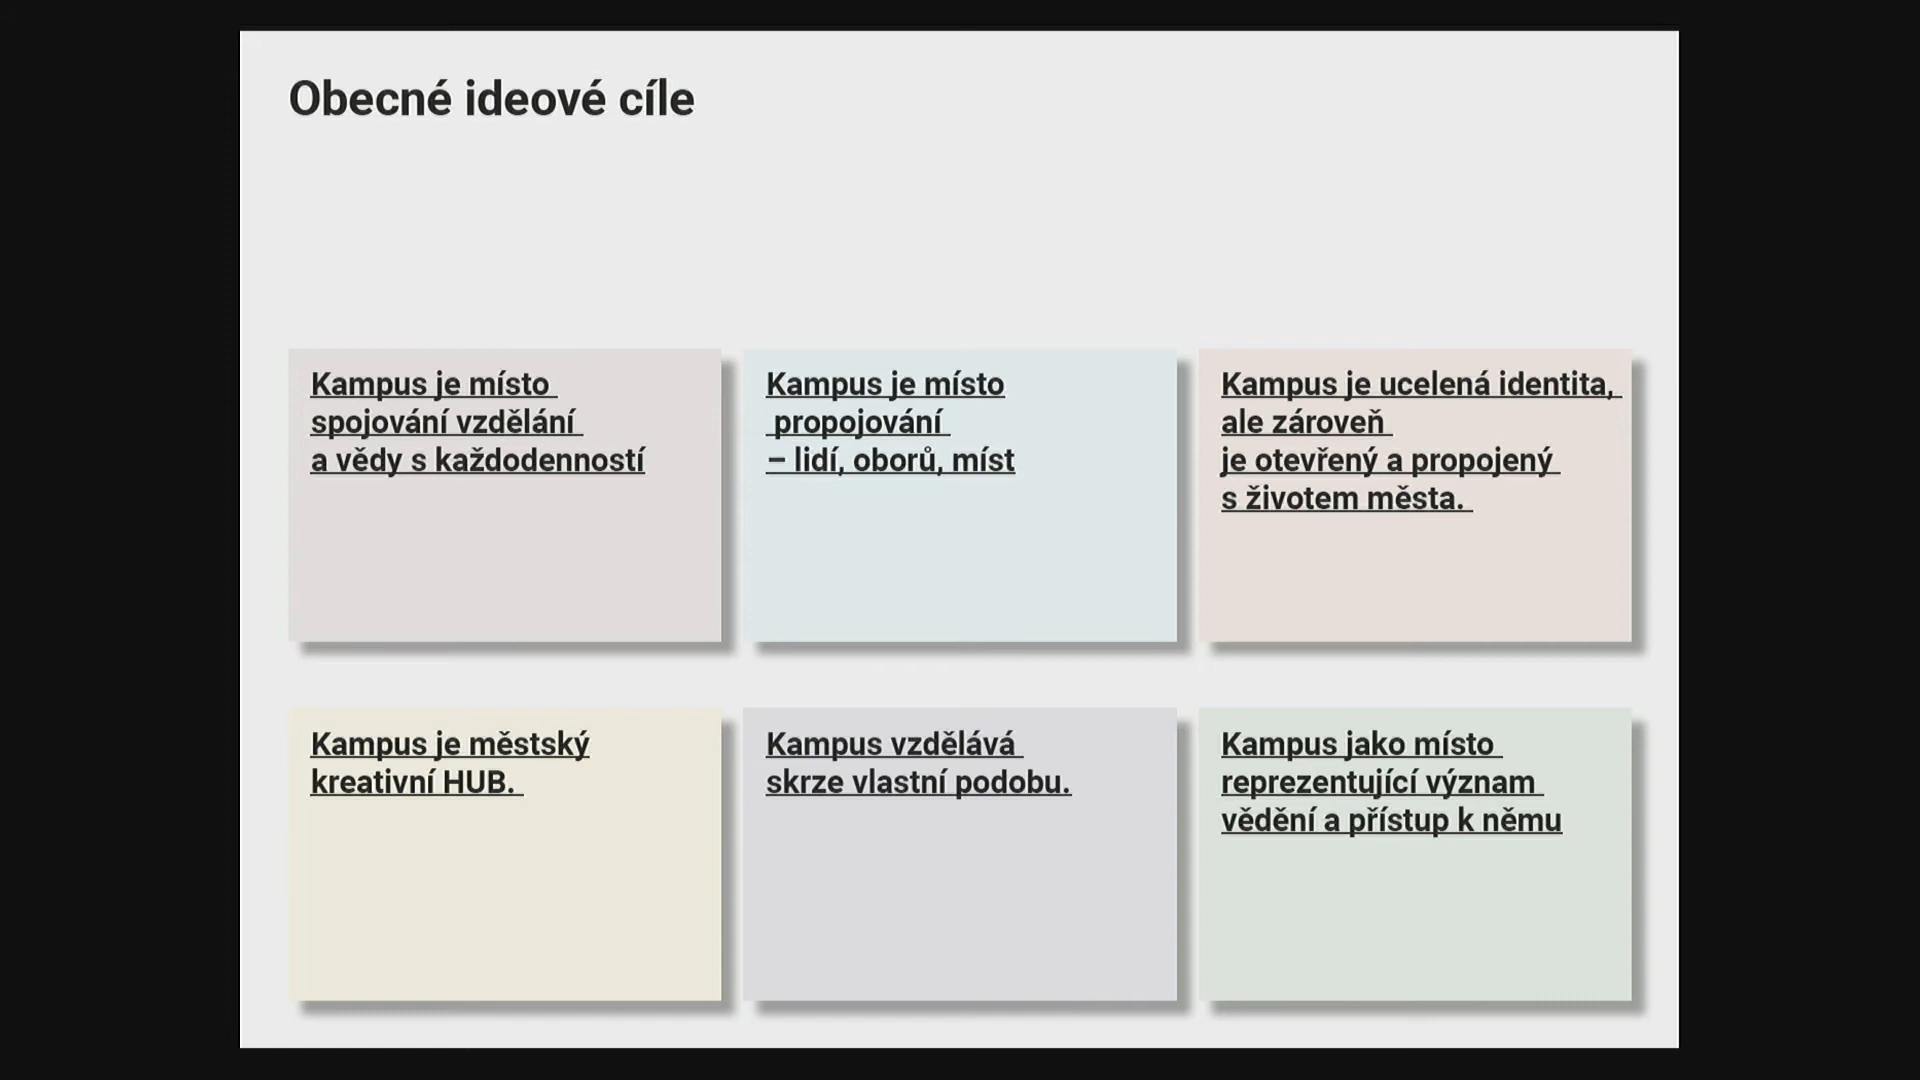 Obecné ideové cíle
Kampus je místo
spojování vzdělání
a vědy s každodenností
Kampus je místo
propojování
– lidí, oborů, míst
Kampus je ucelená identita,
ale zároveň
je otevřený a propojený
s životem města.
Kampus je městský
kreativní HUB.
Kampus vzdělává
skrze vlastní podobu.
Kampus jako místo
reprezentující význam
vědění a přístup k němu